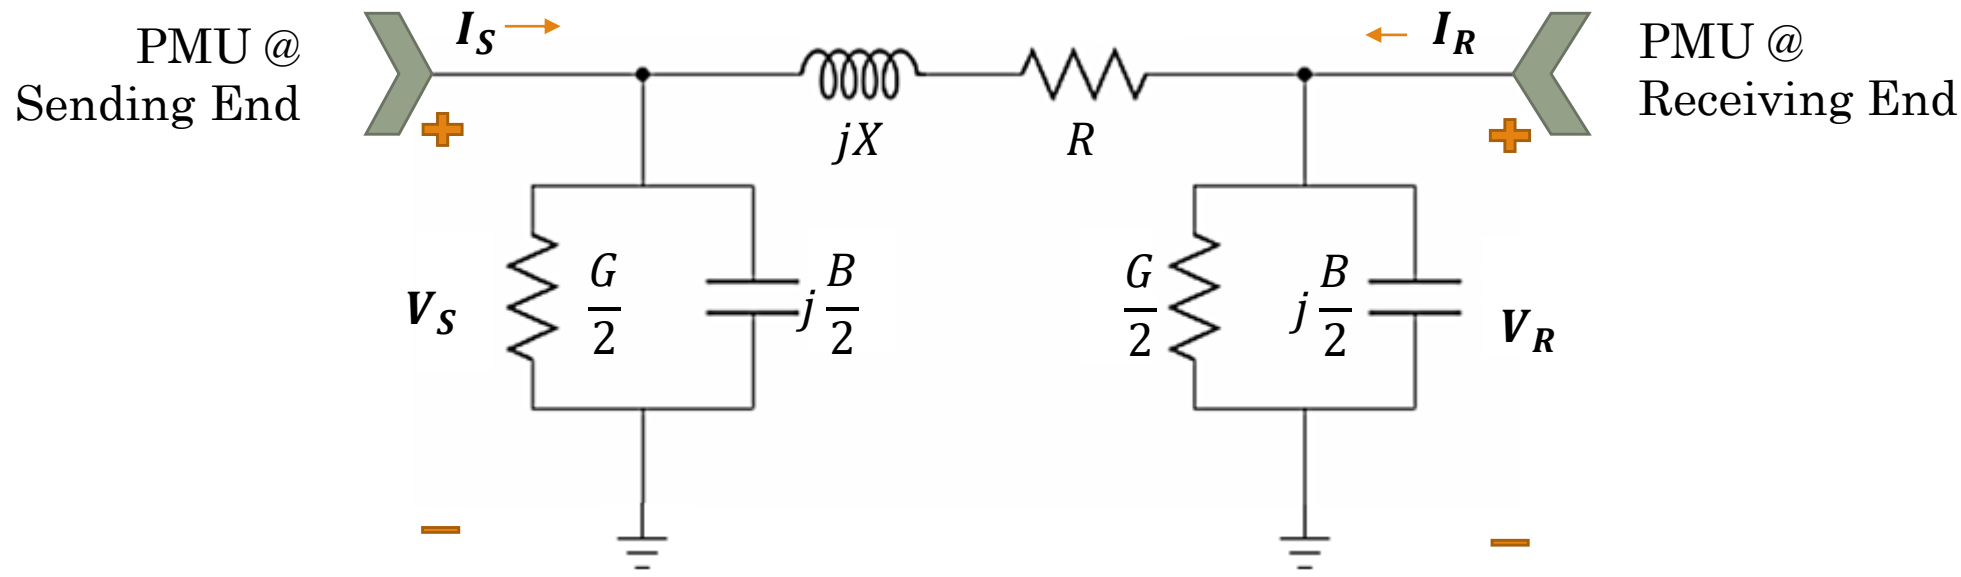 PMU @
Sending End
I_S
I_R
PMU @
Receiving End
jX
R
V_S
G/2
j B/2
G/2
j B/2
V_R